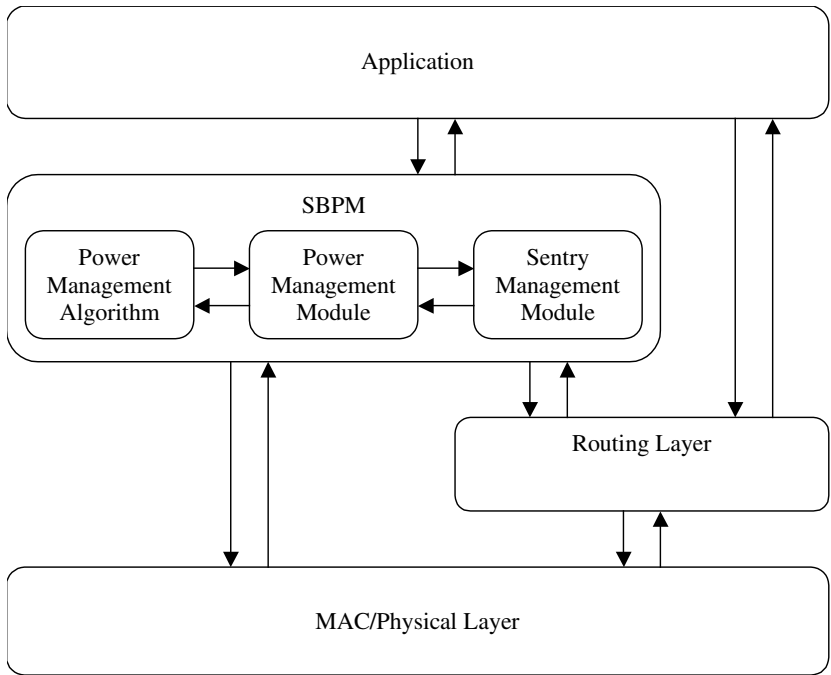 Application
SBPM
Power
Management
Algorithm
Power
Management
Module
Sentry
Management
Module
Routing Layer
MAC/Physical Layer